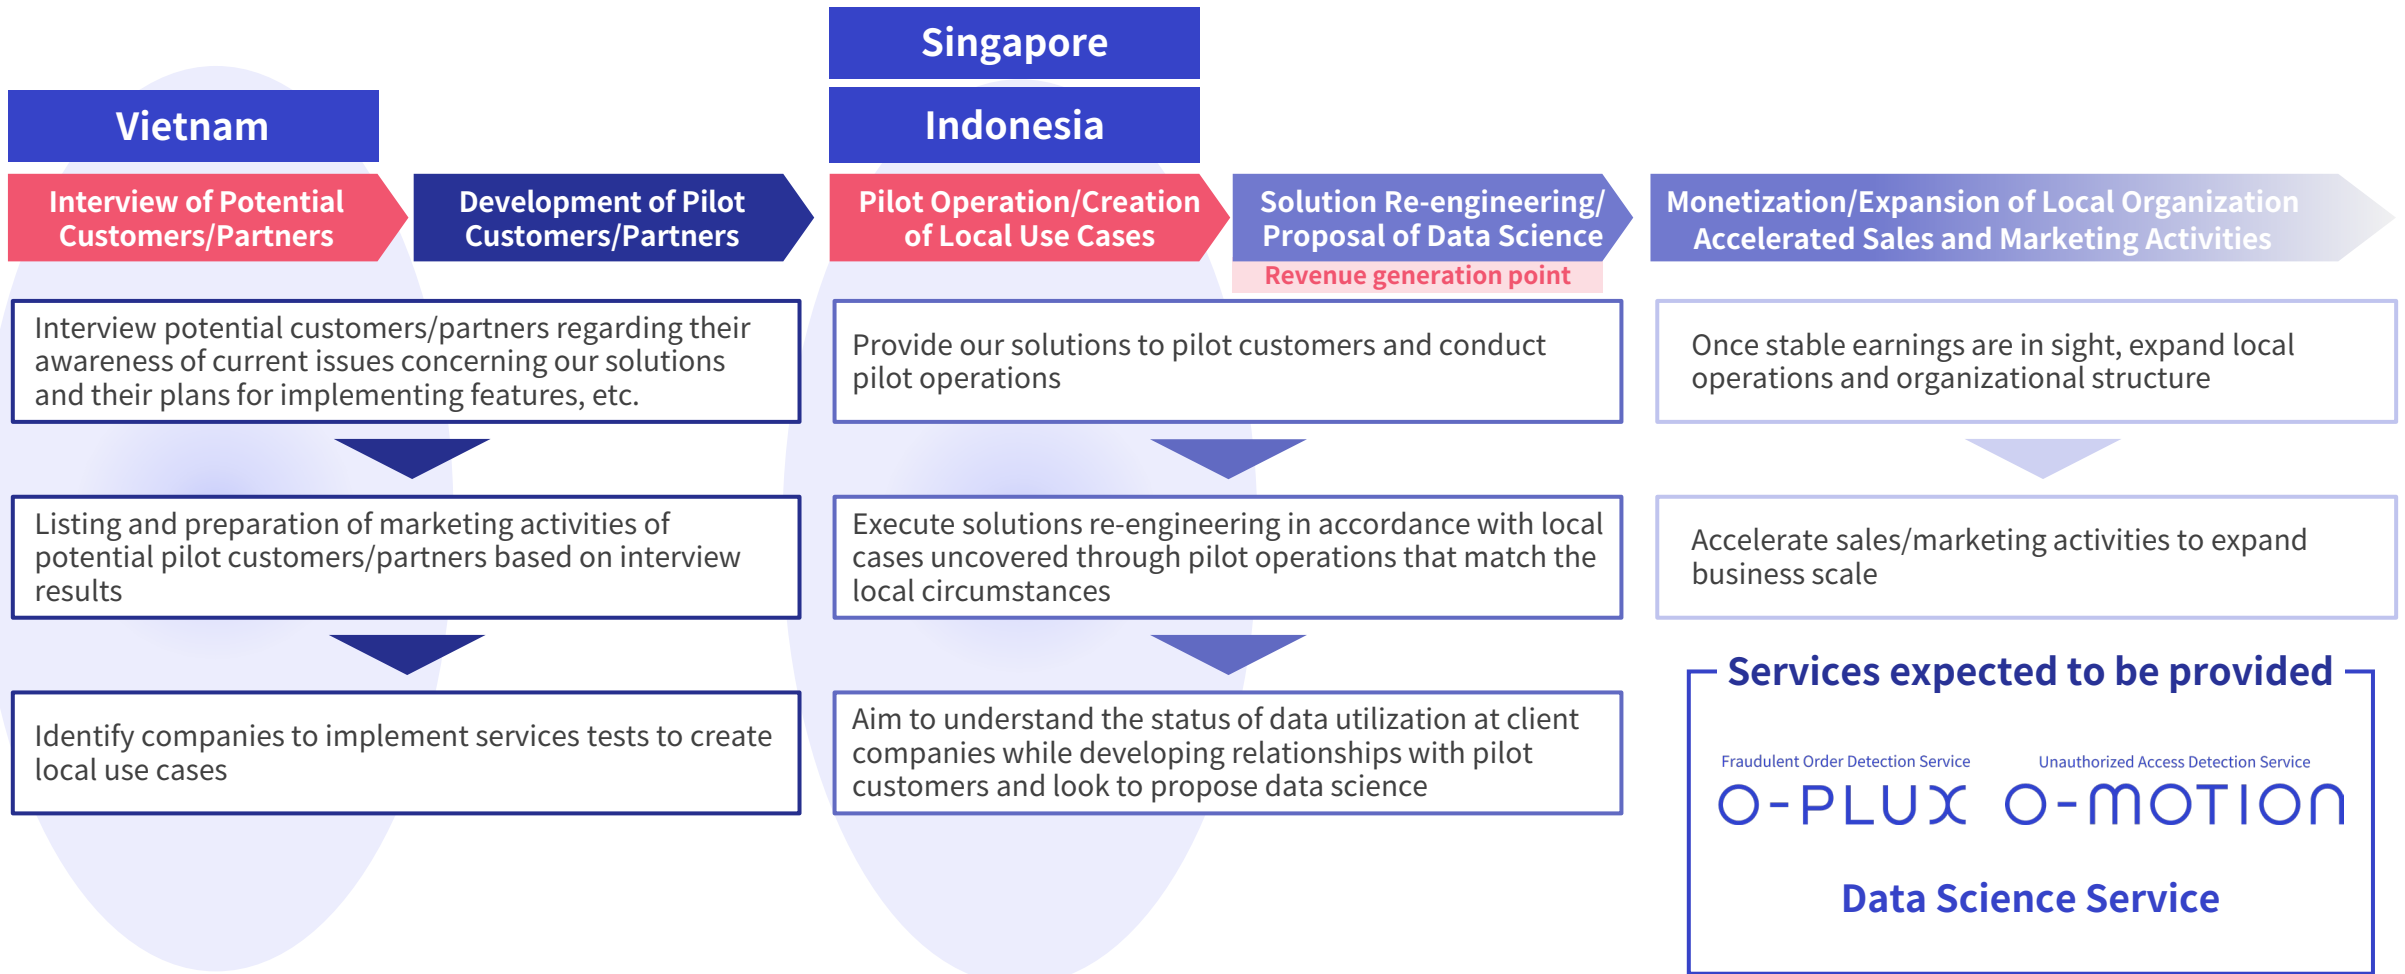 Singapore
Vietnam
Indonesia
Interview of Potential
Customers/Partners
Development of Pilot
Customers/Partners
Pilot Operation/Creation
of Local Use Cases
Solution Re-engineering/
Proposal of Data Science
Revenue generation point
Monetization/Expansion of Local Organization
Accelerated Sales and Marketing Activities
Interview potential customers/partners regarding their
awareness of current issues concerning our solutions
and their plans for implementing features, etc.
Listing and preparation of marketing activities of
potential pilot customers/partners based on interview
results
Identify companies to implement services tests to create
local use cases
Provide our solutions to pilot customers and conduct
pilot operations
Execute solutions re-engineering in accordance with local
cases uncovered through pilot operations that match the
local circumstances
Aim to understand the status of data utilization at client
companies while developing relationships with pilot
customers and look to propose data science
Once stable earnings are in sight, expand local
operations and organizational structure
Accelerate sales/marketing activities to expand
business scale
Services expected to be provided
Fraudulent Order Detection Service
O-PLUX
Unauthorized Access Detection Service
O-MOTION
Data Science Service